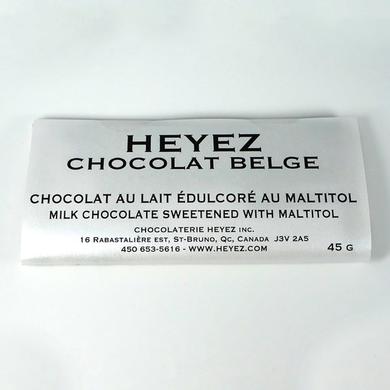 HEYEZ
CHOCOLAT BELGE
CHOCOLAT AU LAIT ÉDULCORÉ AU MALTITOL
MILK CHOCOLATE SWEETENED WITH MALTITOL
CHOCOLATERIE HEYEZ INC.
16 RABASTALIÈRE EST, ST-BRUNO, QC, CANADA J3V 2A5
450 653-5616 - WWW.HEYEZ.COM
45 G